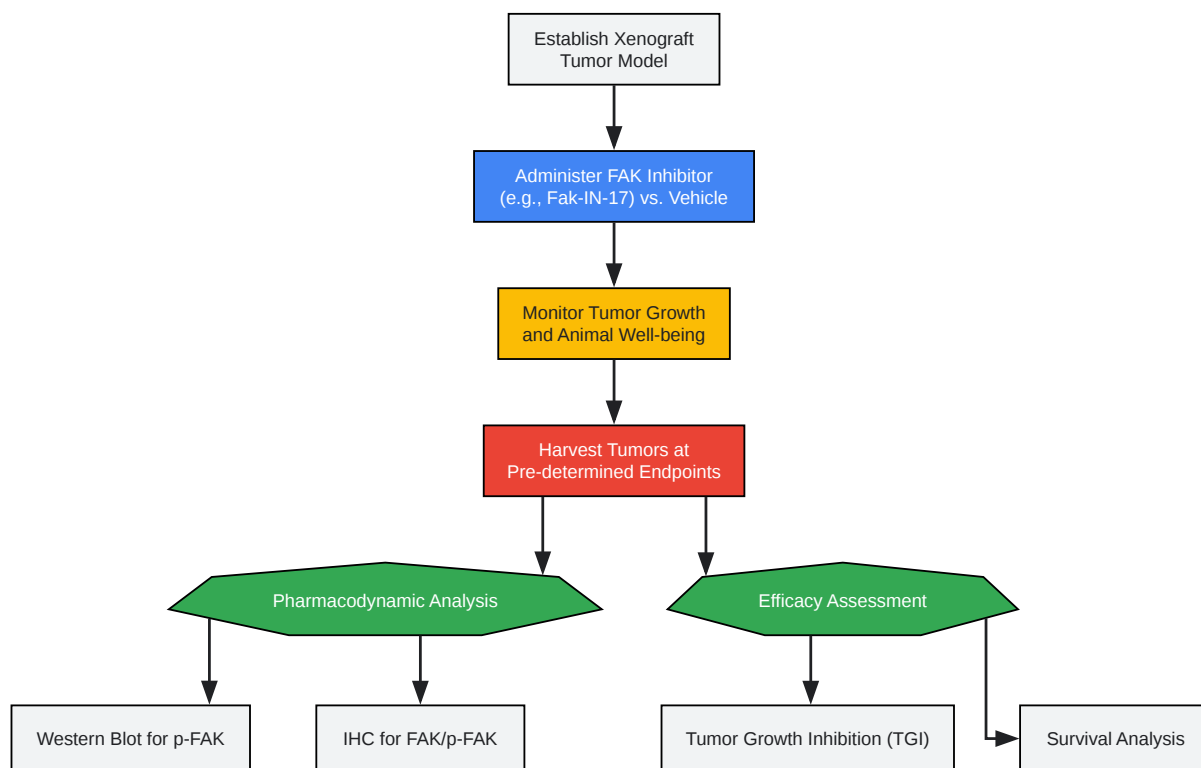 Establish Xenograft
Tumor Model
Administer FAK Inhibitor
(e.g., Fak-IN-17) vs. Vehicle
Monitor Tumor Growth
and Animal Well-being
Harvest Tumors at
Pre-determined Endpoints
Pharmacodynamic Analysis
Efficacy Assessment
Western Blot for p-FAK
IHC for FAK/p-FAK
Tumor Growth Inhibition (TGI)
Survival Analysis